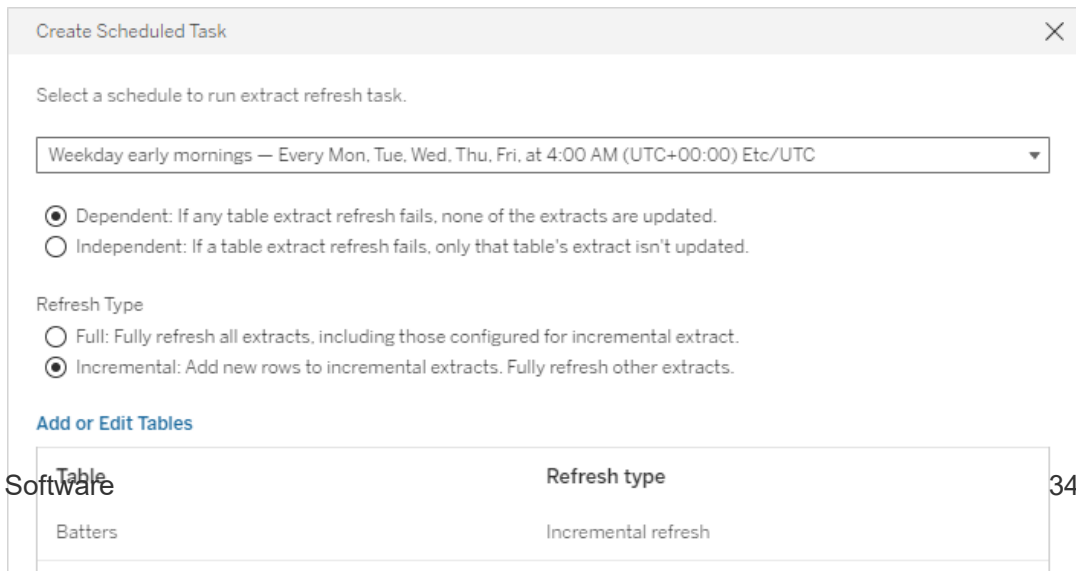 Create Scheduled Task
Select a schedule to run extract refresh task.
Weekday early mornings — Every Mon, Tue, Wed, Thu, Fri, at 4:00 AM (UTC+00:00) Etc/UTC
Dependent: If any table extract refresh fails, none of the extracts are updated.
Independent: If a table extract refresh fails, only that table's extract isn't updated.
Refresh Type
Full: Fully refresh all extracts, including those configured for incremental extract.
Incremental: Add new rows to incremental extracts. Fully refresh other extracts.
Add or Edit Tables
Table Refresh type
Software 34
Batters Incremental refresh